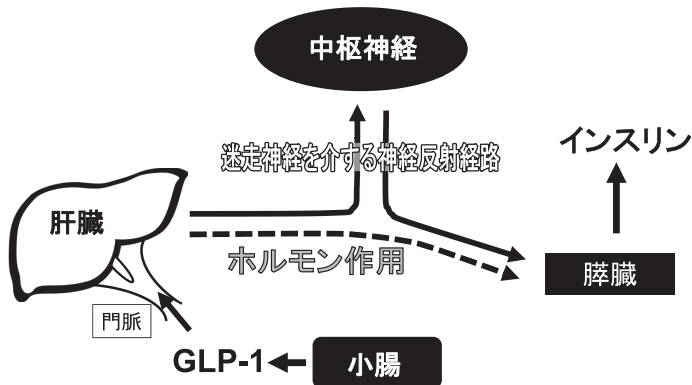 中枢神経
迷走神経を介する神経反射経路
インスリン
肝臓
ホルモン作用
膵臓
門脈
GLP-1
小腸